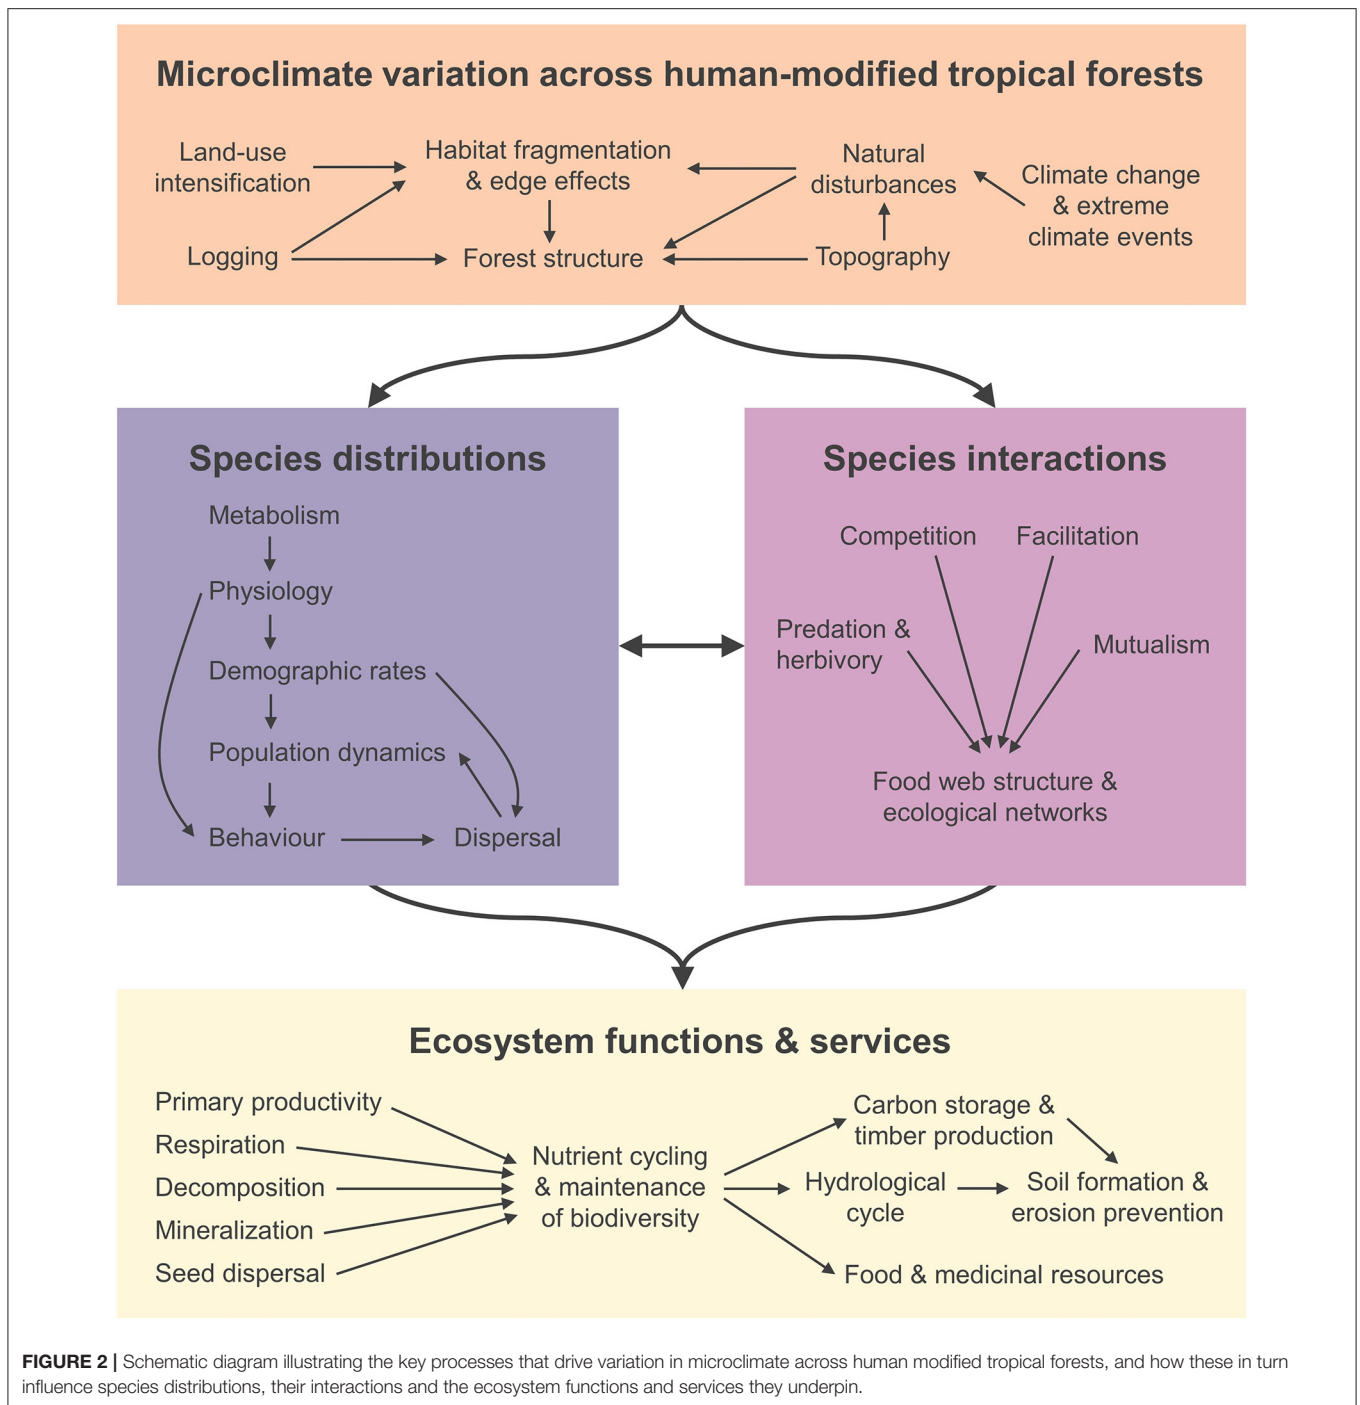 Microclimate variation across human-modified tropical forests
Land-use
intensification
Habitat fragmentation
& edge effects
Natural
disturbances
Climate change
& extreme
climate events
Logging
Forest structure
Topography
Species distributions
Metabolism
Physiology
Demographic rates
Population dynamics
Behaviour
Dispersal
Species interactions
Competition
Facilitation
Predation &
herbivory
Mutualism
Food web structure &
ecological networks
Ecosystem functions & services
Primary productivity
Respiration
Decomposition
Mineralization
Seed dispersal
Nutrient cycling
& maintenance
of biodiversity
Carbon storage &
timber production
Hydrological
cycle
Soil formation &
erosion prevention
Food & medicinal resources
FIGURE 2 | Schematic diagram illustrating the key processes that drive variation in microclimate across human modified tropical forests, and how these in turn
influence species distributions, their interactions and the ecosystem functions and services they underpin.